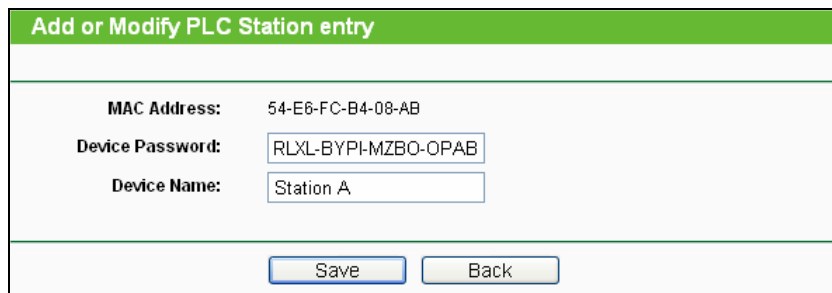 Add or Modify PLC Station entry
MAC Address: 54-E6-FC-B4-08-AB
Device Password: RLXL-BYPI-MZBO-OPAB
Device Name: Station A
Save Back